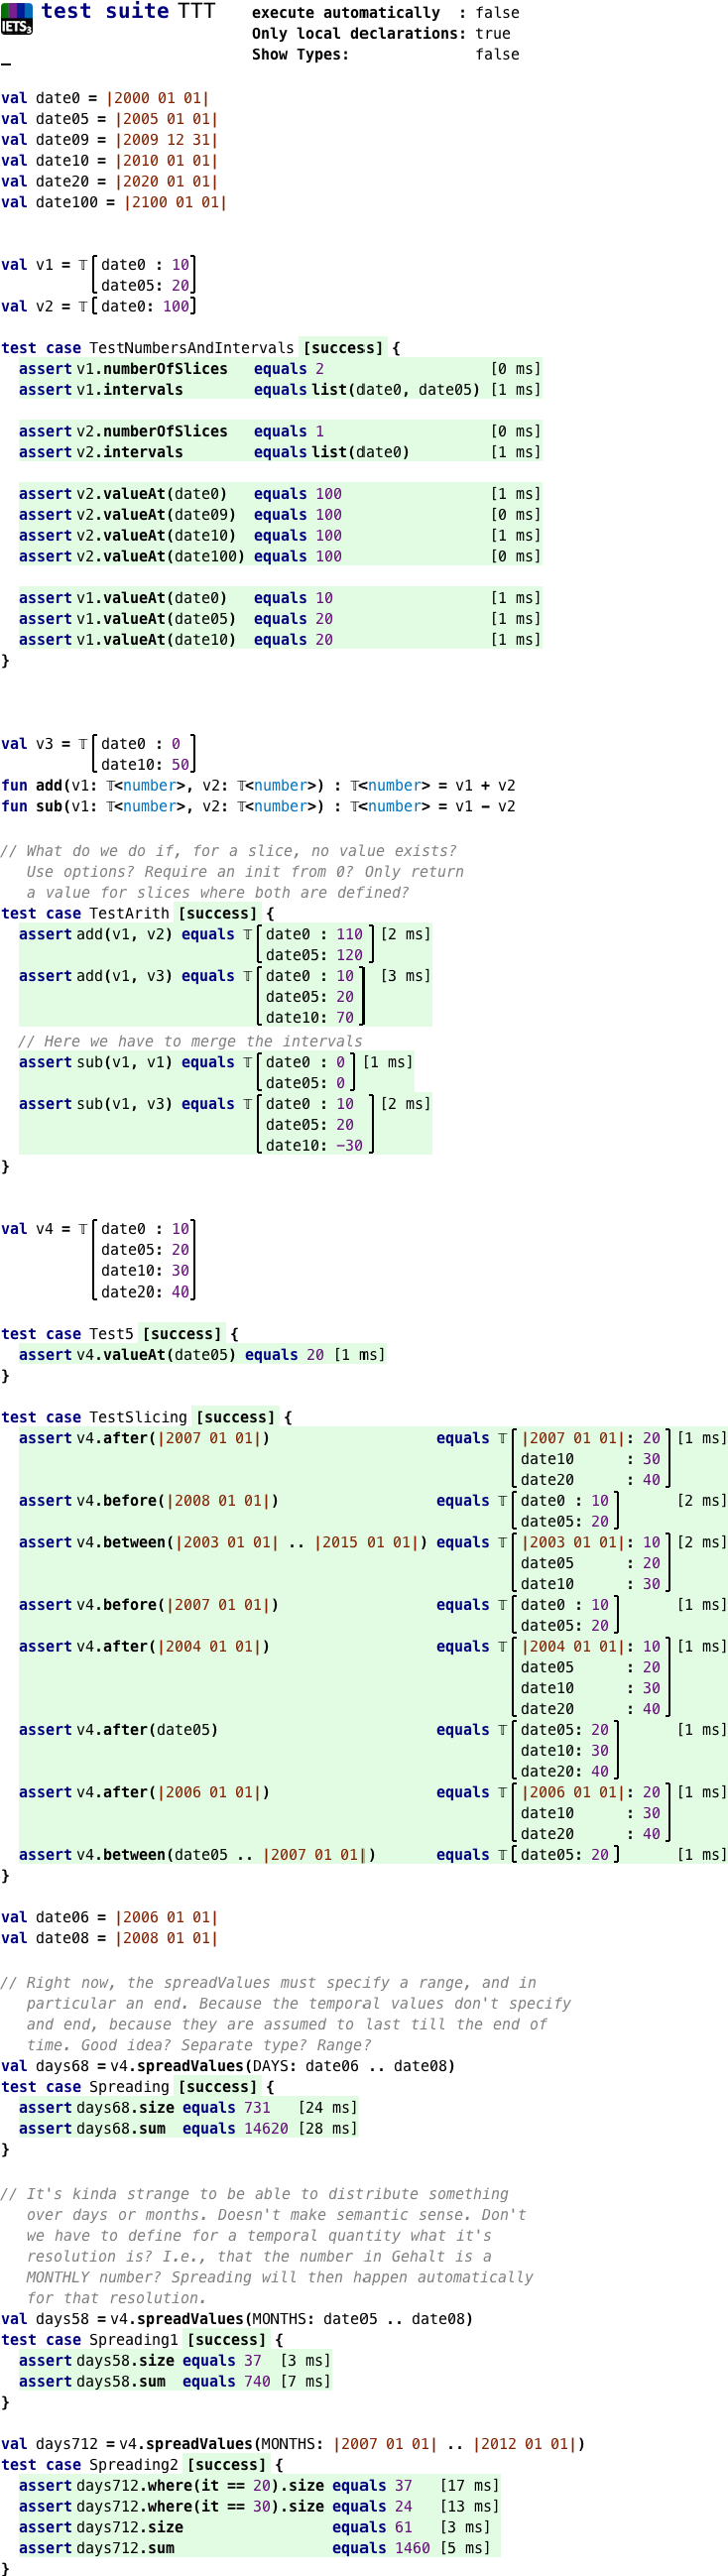 IETS3 test suite TTT execute automatically : false
Only local declarations: true
Show Types: false
val date0 = |2000 01 01|
val date05 = |2005 01 01|
val date09 = |2009 12 31|
val date10 = |2010 01 01|
val date20 = |2020 01 01|
val date100 = |2100 01 01|
val v1 = 𝕋 [ date0 : 10 ]
date05: 20
val v2 = 𝕋 [ date0: 100 ]
test case TestNumbersAndIntervals [success] {
assert v1.numberOfSlices equals 2 [0 ms]
assert v1.intervals equals list(date0, date05) [1 ms]
assert v2.numberOfSlices equals 1 [0 ms]
assert v2.intervals equals list(date0) [1 ms]
assert v2.valueAt(date0) equals 100 [1 ms]
assert v2.valueAt(date09) equals 100 [0 ms]
assert v2.valueAt(date10) equals 100 [1 ms]
assert v2.valueAt(date100) equals 100 [0 ms]
assert v1.valueAt(date0) equals 10 [1 ms]
assert v1.valueAt(date05) equals 20 [1 ms]
assert v1.valueAt(date10) equals 20 [1 ms]
}
val v3 = 𝕋 [ date0 : 0 ]
date10: 50
fun add(v1: 𝕋<number>, v2: 𝕋<number>) : 𝕋<number> = v1 + v2
fun sub(v1: 𝕋<number>, v2: 𝕋<number>) : 𝕋<number> = v1 - v2
// What do we do if, for a slice, no value exists?
Use options? Require an init from 0? Only return
a value for slices where both are defined?
test case TestArith [success] {
assert add(v1, v2) equals 𝕋 [ date0 : 110 ] [2 ms]
date05: 120
assert add(v1, v3) equals 𝕋 [ date0 : 10 ] [3 ms]
date05: 20
date10: 70
// Here we have to merge the intervals
assert sub(v1, v1) equals 𝕋 [ date0 : 0 ] [1 ms]
date05: 0
assert sub(v1, v3) equals 𝕋 [ date0 : 10 ] [2 ms]
date05: 20
date10: -30
}
val v4 = 𝕋 [ date0 : 10 ]
date05: 20
date10: 30
date20: 40
test case Test5 [success] {
assert v4.valueAt(date05) equals 20 [1 ms]
}
test case TestSlicing [success] {
assert v4.after(|2007 01 01|) equals 𝕋 [ |2007 01 01|: 20 ] [1 ms]
date10 : 30
date20 : 40
assert v4.before(|2008 01 01|) equals 𝕋 [ date0 : 10 ] [2 ms]
date05: 20
assert v4.between(|2003 01 01| .. |2015 01 01|) equals 𝕋 [ |2003 01 01|: 10 ] [2 ms]
date05 : 20
date10 : 30
assert v4.before(|2007 01 01|) equals 𝕋 [ date0 : 10 ] [1 ms]
date05: 20
assert v4.after(|2004 01 01|) equals 𝕋 [ |2004 01 01|: 10 ] [1 ms]
date05 : 20
date10 : 30
date20 : 40
assert v4.after(date05) equals 𝕋 [ date05: 20 ] [1 ms]
date10: 30
date20: 40
assert v4.after(|2006 01 01|) equals 𝕋 [ |2006 01 01|: 20 ] [1 ms]
date10 : 30
date20 : 40
assert v4.between(date05 .. |2007 01 01|) equals 𝕋 [ date05: 20 ] [1 ms]
}
val date06 = |2006 01 01|
val date08 = |2008 01 01|
// Right now, the spreadValues must specify a range, and in
particular an end. Because the temporal values don't specify
and end, because they are assumed to last till the end of
time. Good idea? Separate type? Range?
val days68 = v4.spreadValues(DAYS: date06 .. date08)
test case Spreading [success] {
assert days68.size equals 731 [24 ms]
assert days68.sum equals 14620 [28 ms]
}
// It's kinda strange to be able to distribute something
over days or months. Doesn't make semantic sense. Don't
we have to define for a temporal quantity what it's
resolution is? I.e., that the number in Gehalt is a
MONTHLY number? Spreading will then happen automatically
for that resolution.
val days58 = v4.spreadValues(MONTHS: date05 .. date08)
test case Spreading1 [success] {
assert days58.size equals 37 [3 ms]
assert days58.sum equals 740 [7 ms]
}
val days712 = v4.spreadValues(MONTHS: |2007 01 01| .. |2012 01 01|)
test case Spreading2 [success] {
assert days712.where(it == 20).size equals 37 [17 ms]
assert days712.where(it == 30).size equals 24 [13 ms]
assert days712.size equals 61 [3 ms]
assert days712.sum equals 1460 [5 ms]
}